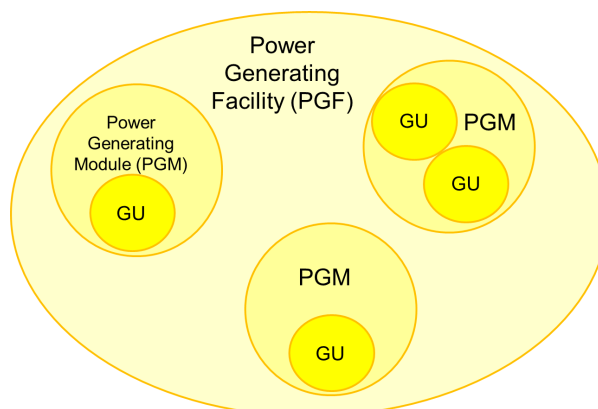 Power
Generating
Facility (PGF)
Power
Generating
Module (PGM)
GU
GU
PGM
GU
PGM
GU